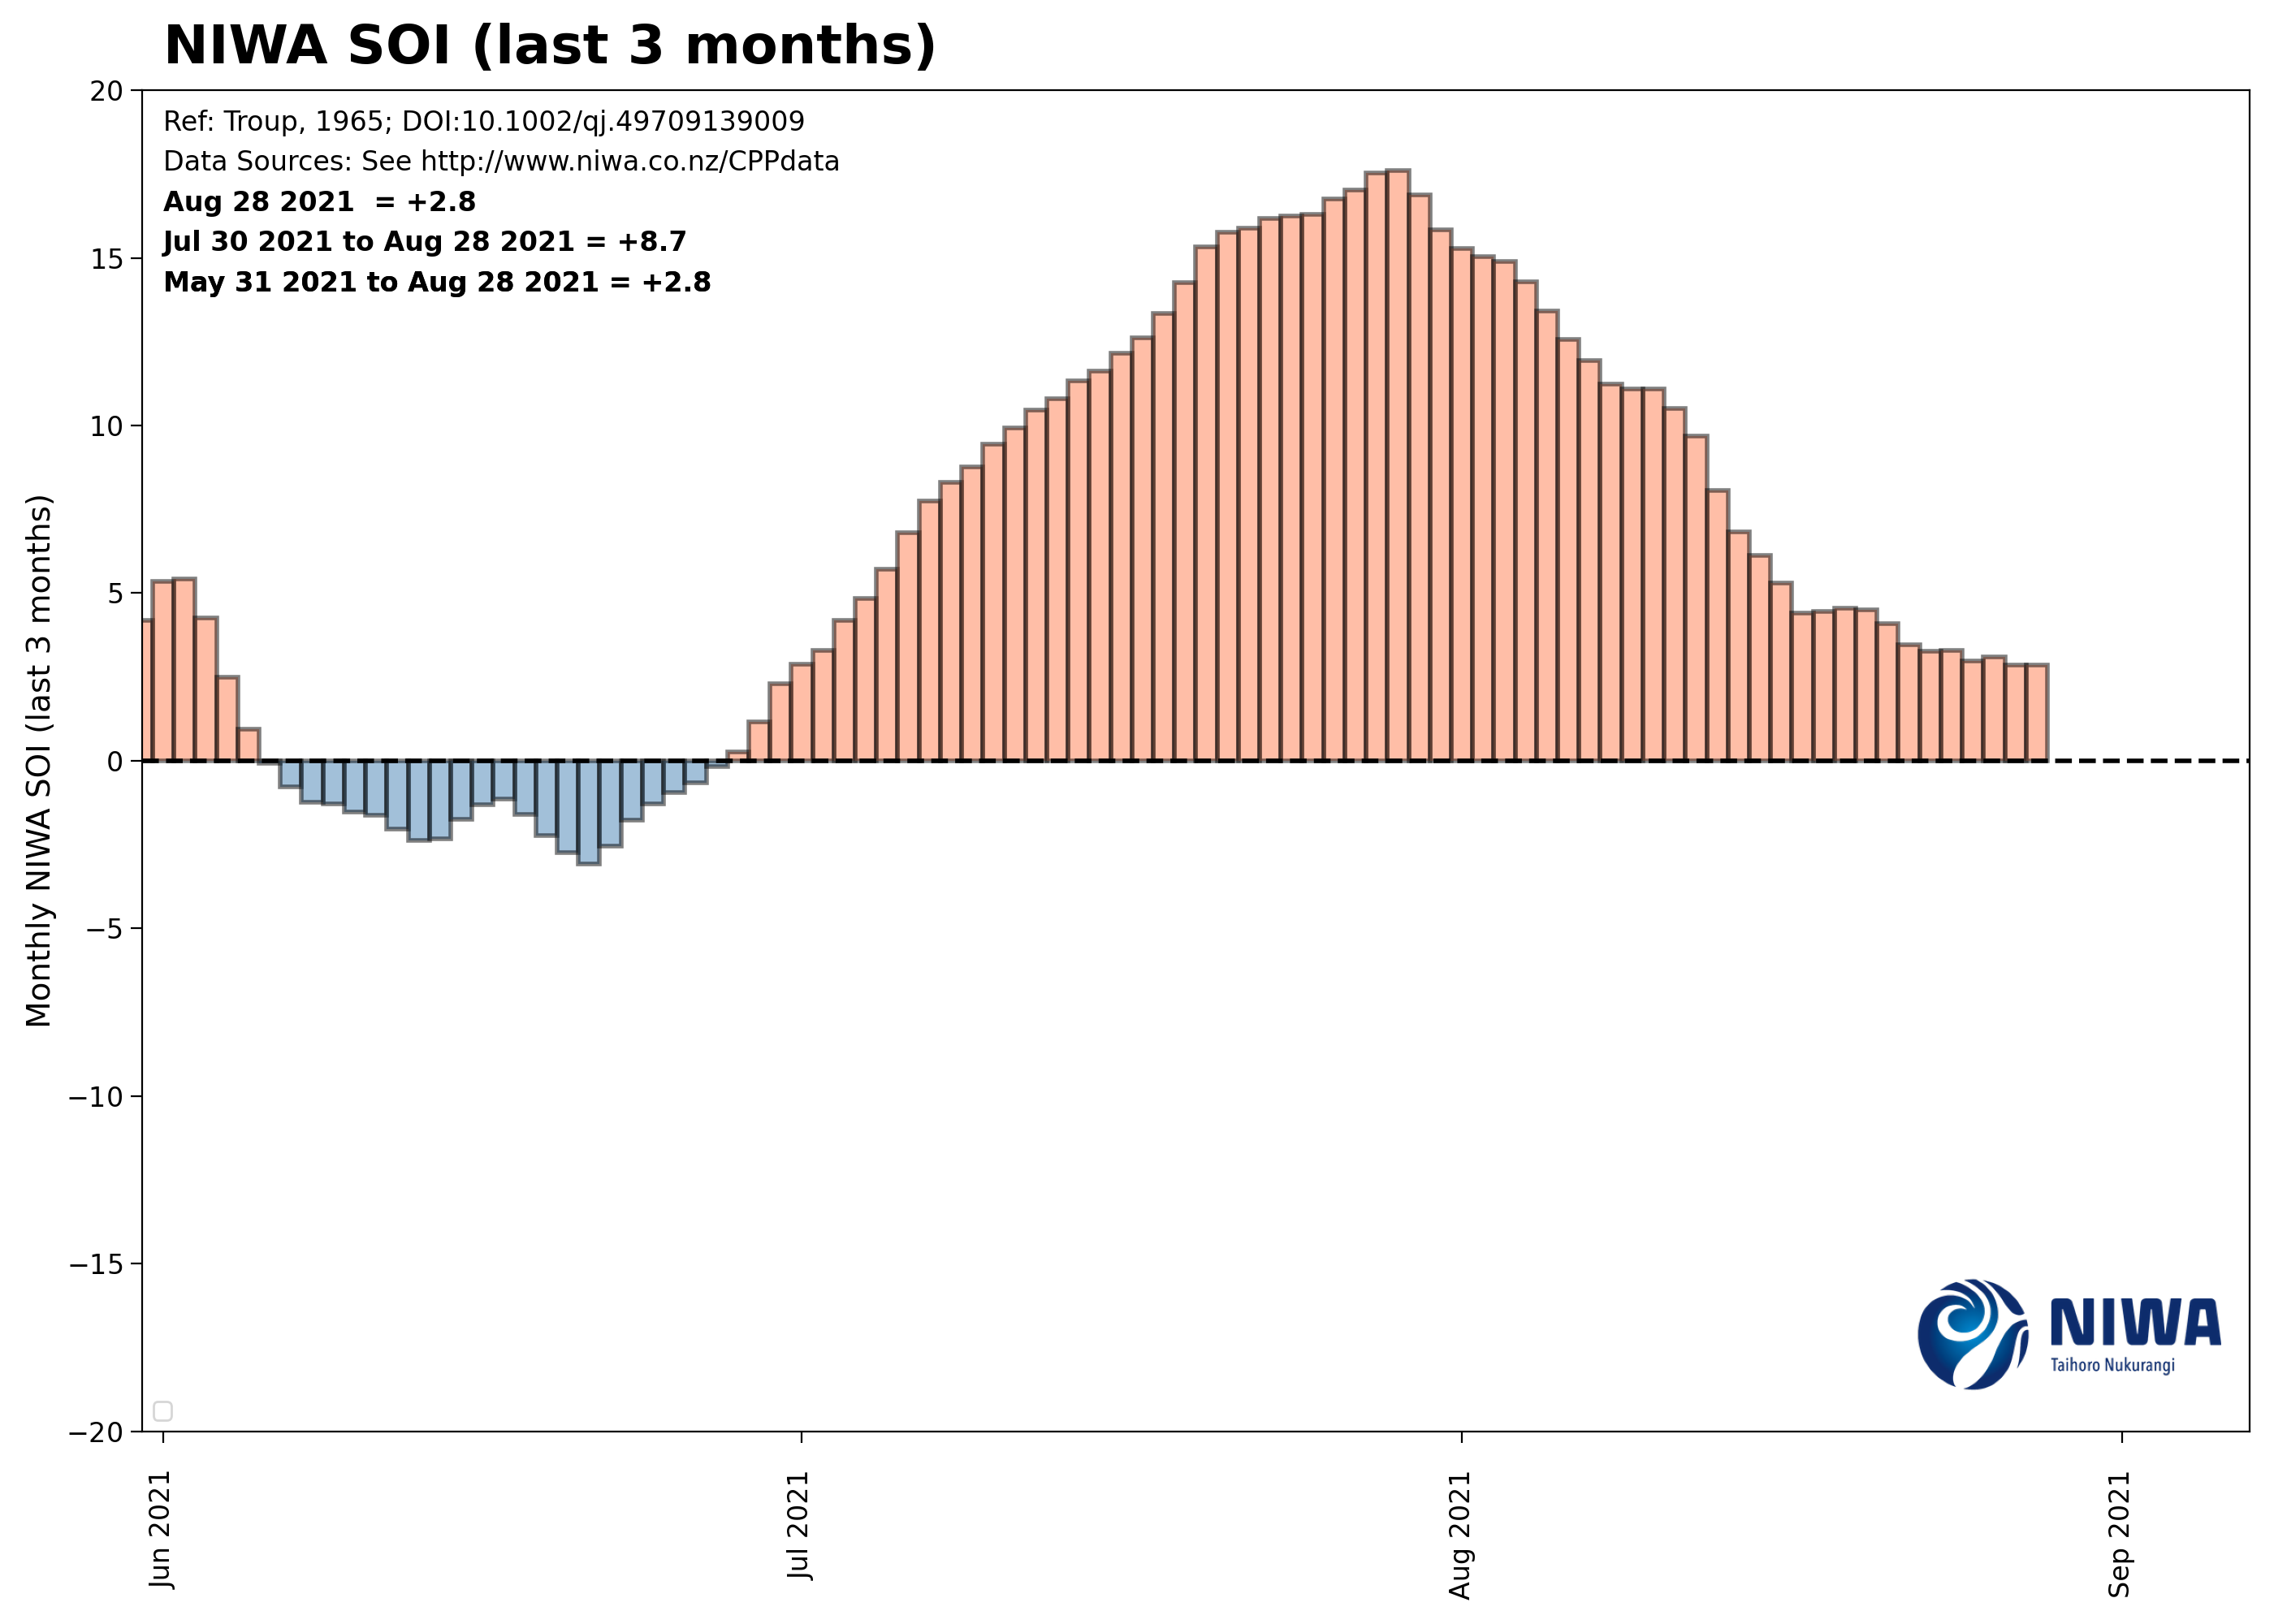 NIWA SOI (last 3 months)
Ref: Troup, 1965; DOI:10.1002/qj.49709139009
Data Sources: See http://www.niwa.co.nz/CPPdata
Aug 28 2021  = +2.8
Jul 30 2021 to Aug 28 2021 = +8.7
May 31 2021 to Aug 28 2021 = +2.8
Monthly NIWA SOI (last 3 months)
20
15
10
5
0
−5
−10
−15
−20
Jun 2021
Jul 2021
Aug 2021
Sep 2021
NIWA
Taihoro Nukurangi